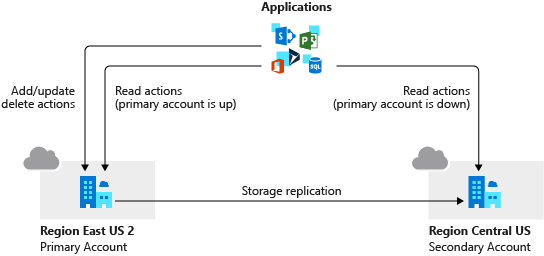 Applications
Add/update
delete actions
Read actions
(primary account is up)
Read actions
(primary account is down)
Storage replication
Region East US 2
Primary Account
Region Central US
Secondary Account
S
P
SQL